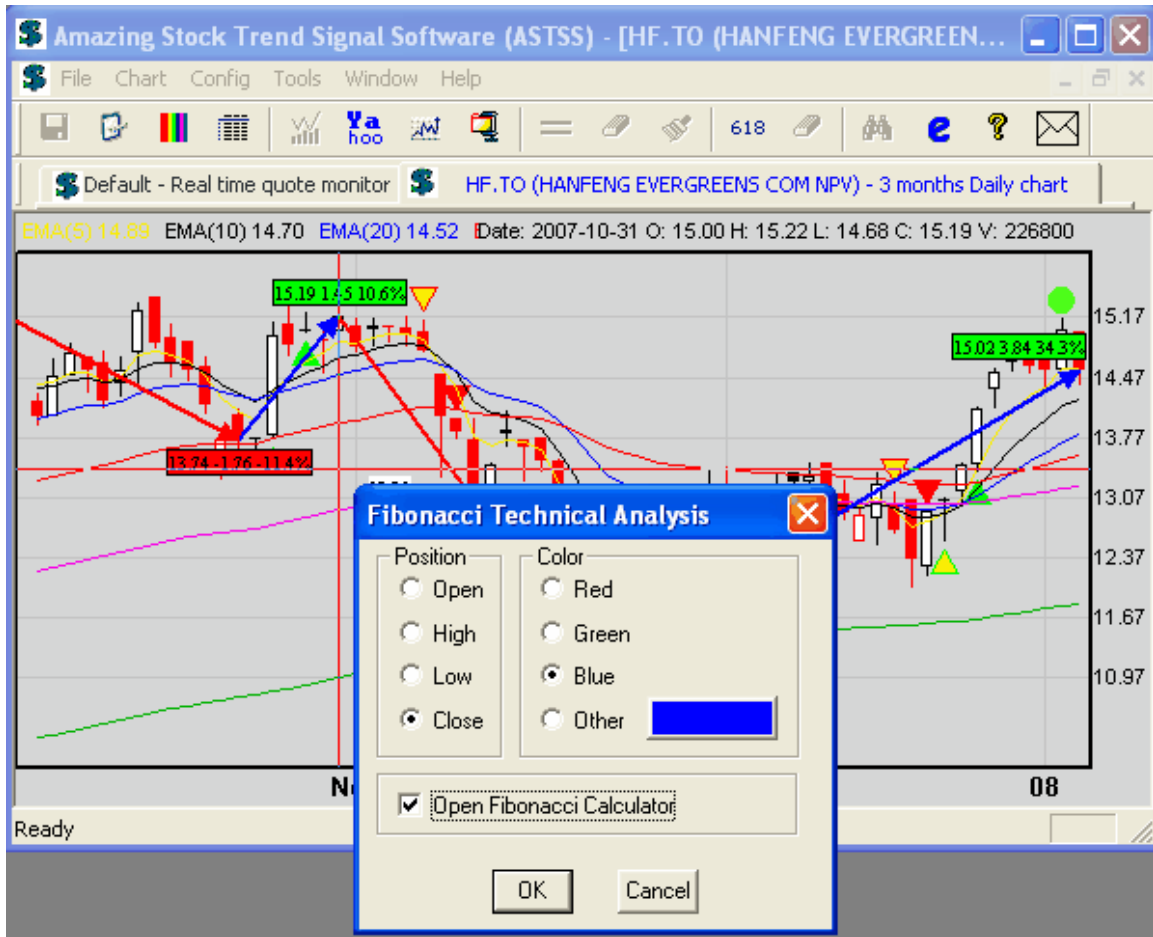 Amazing Stock Trend Signal Software (ASTSS) - [HF.TO (HANFENG EVERGREEN...
File Chart Config Tools Window Help
Ya
hoo
618
Default - Real time quote monitor
HF.TO (HANFENG EVERGREENS COM NPV) - 3 months Daily chart
EMA(5) 14.89 EMA(10) 14.70 EMA(20) 14.52 Date: 2007-10-31 O: 15.00 H: 15.22 L: 14.68 C: 15.19 V: 226800
15.19 1.45 10.6%
15.17
15.02 3.84 34.3%
14.47
13.77
13.74 -1.76 -11.4%
13.07
12.37
11.67
10.97
Fibonacci Technical Analysis
Position
Open
High
Low
Close
Color
Red
Green
Blue
Other
Open Fibonacci Calculator
OK Cancel
08
Ready